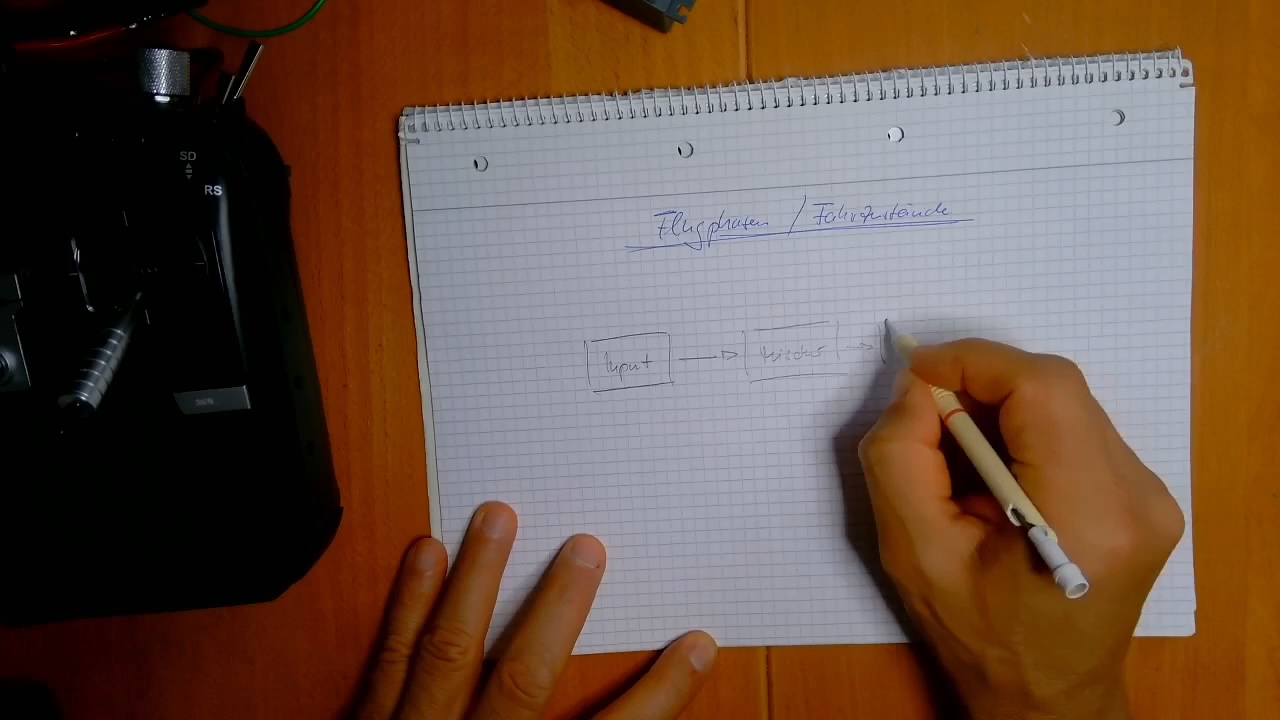 SD
RS
Flugphasen / Fahrzustände
Input → Mischer →